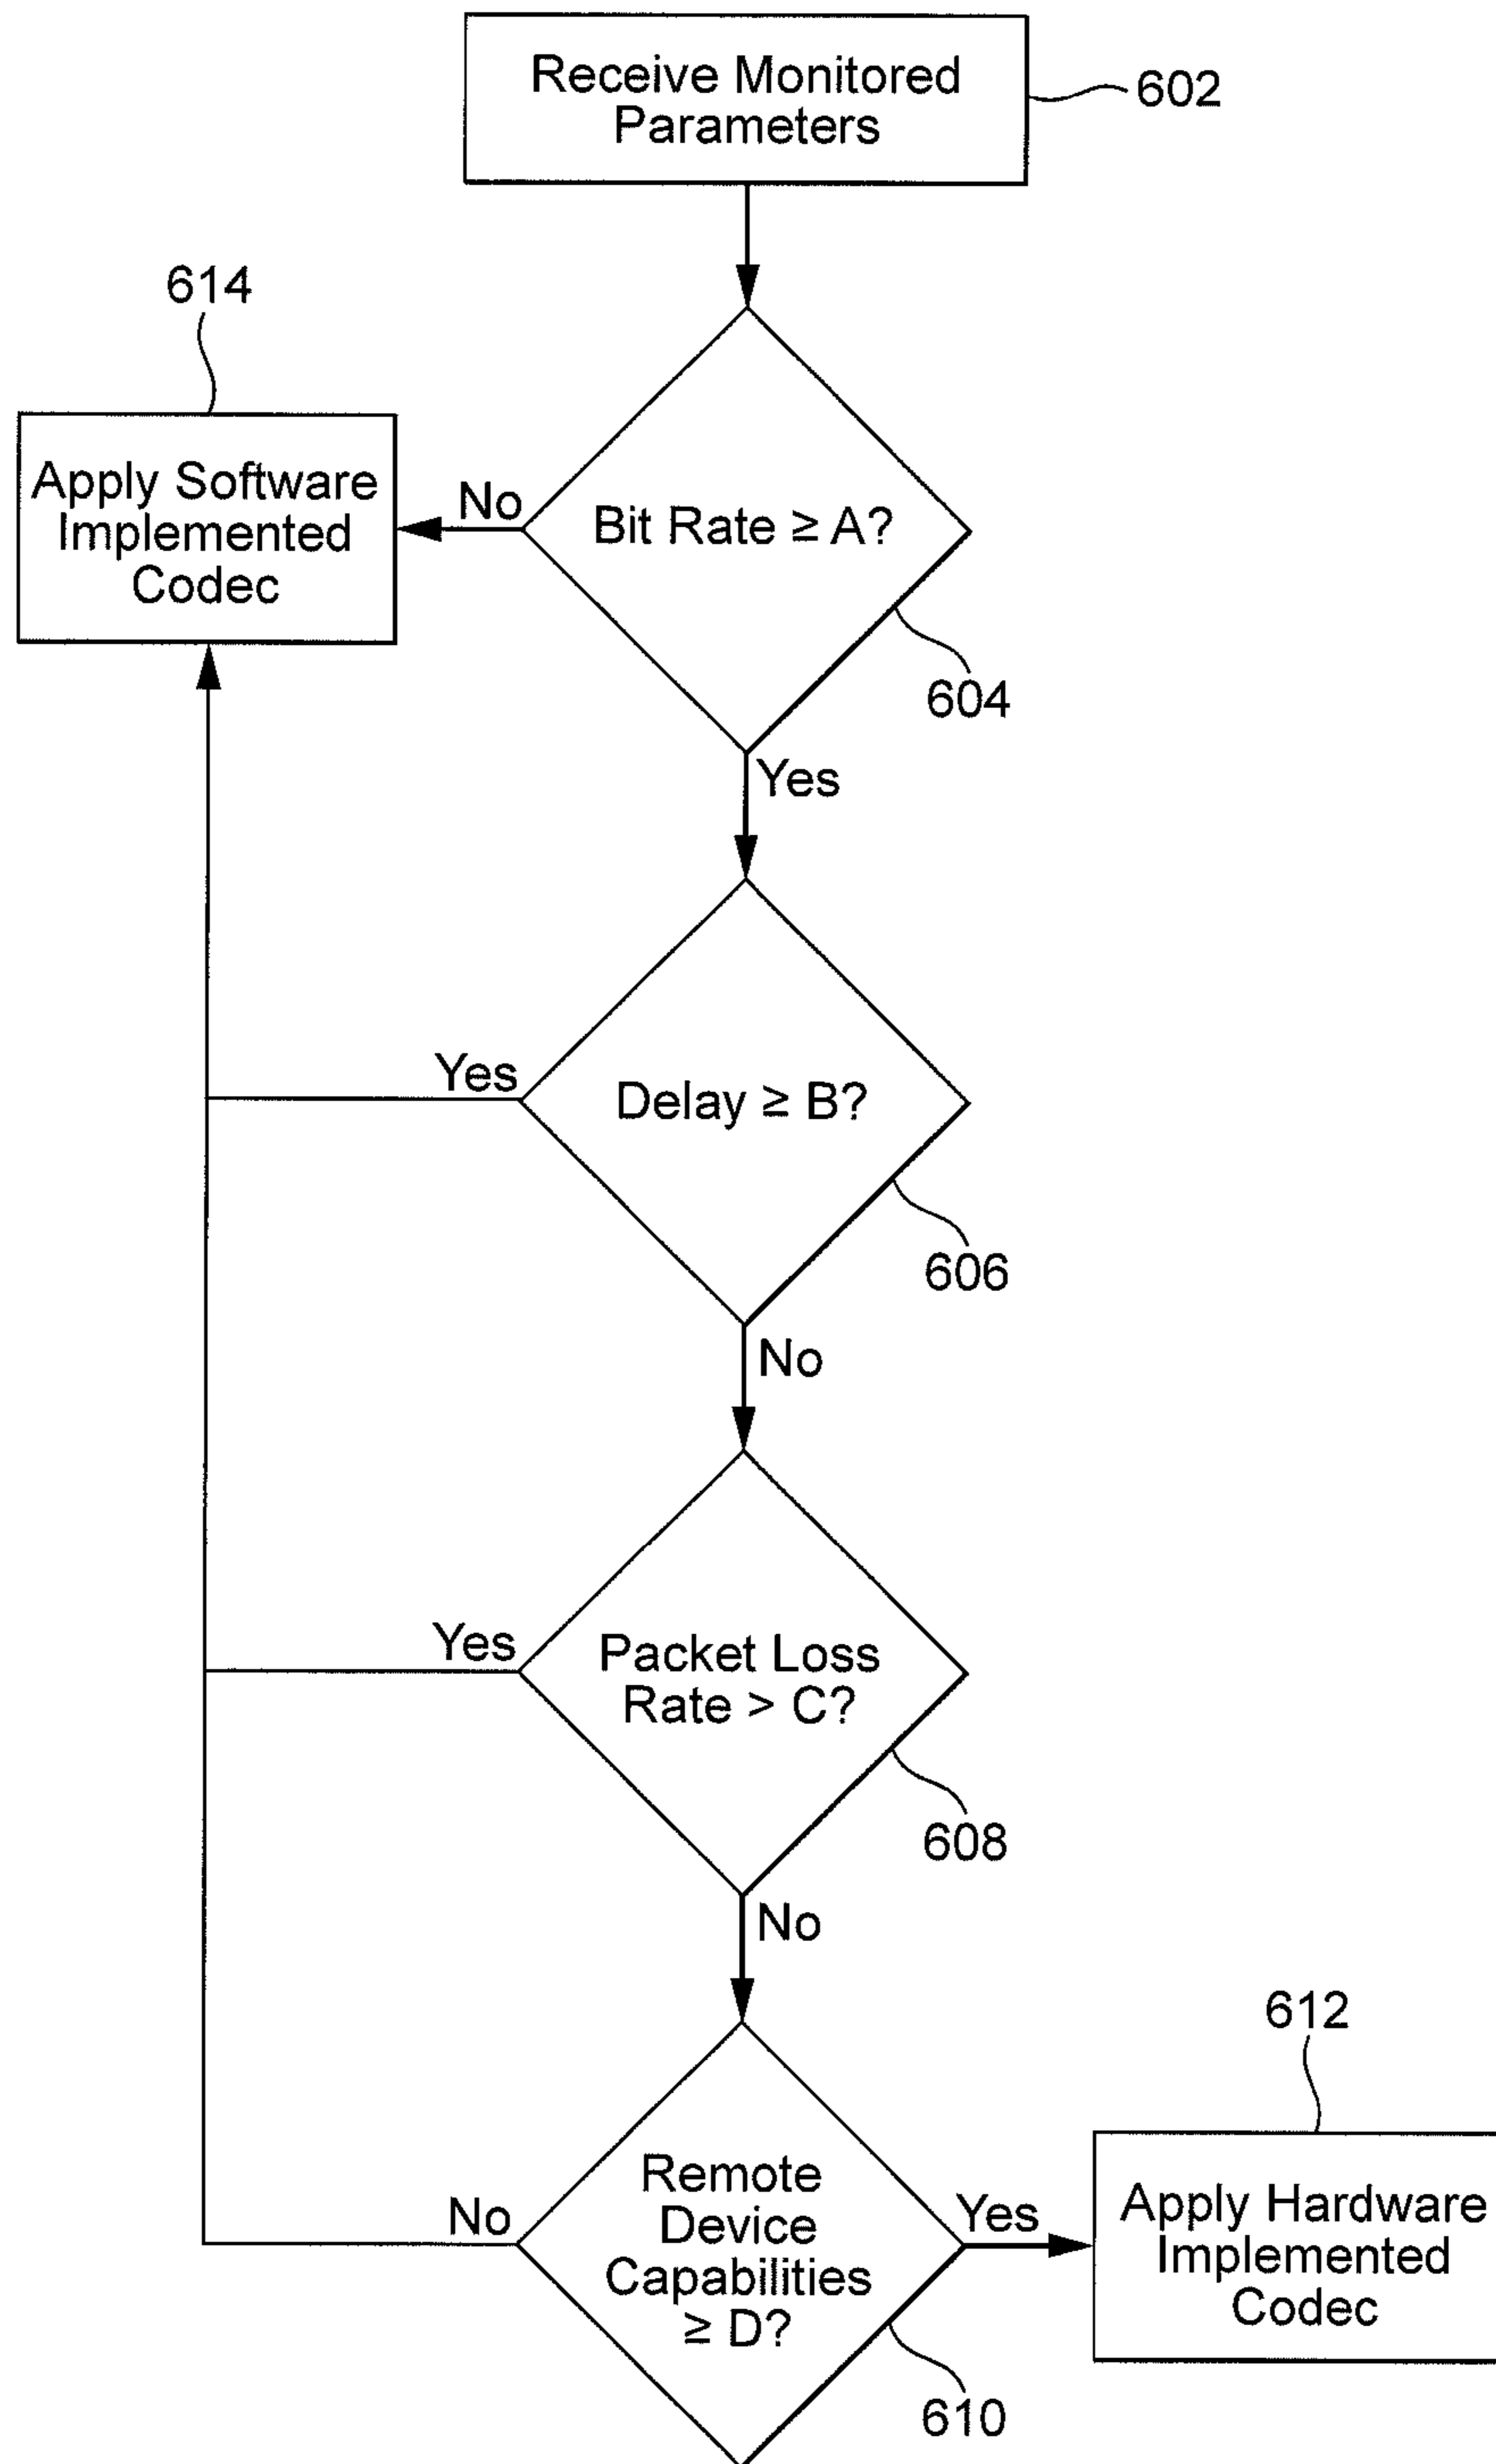 Receive Monitored
Parameters
602
614
Apply Software
Implemented
Codec
No
Bit Rate ≥ A?
604
Yes
Yes
Delay ≥ B?
606
No
Yes
Packet Loss
Rate > C?
608
No
612
No
Remote
Device
Capabilities
≥ D?
Yes
Apply Hardware
Implemented
Codec
610